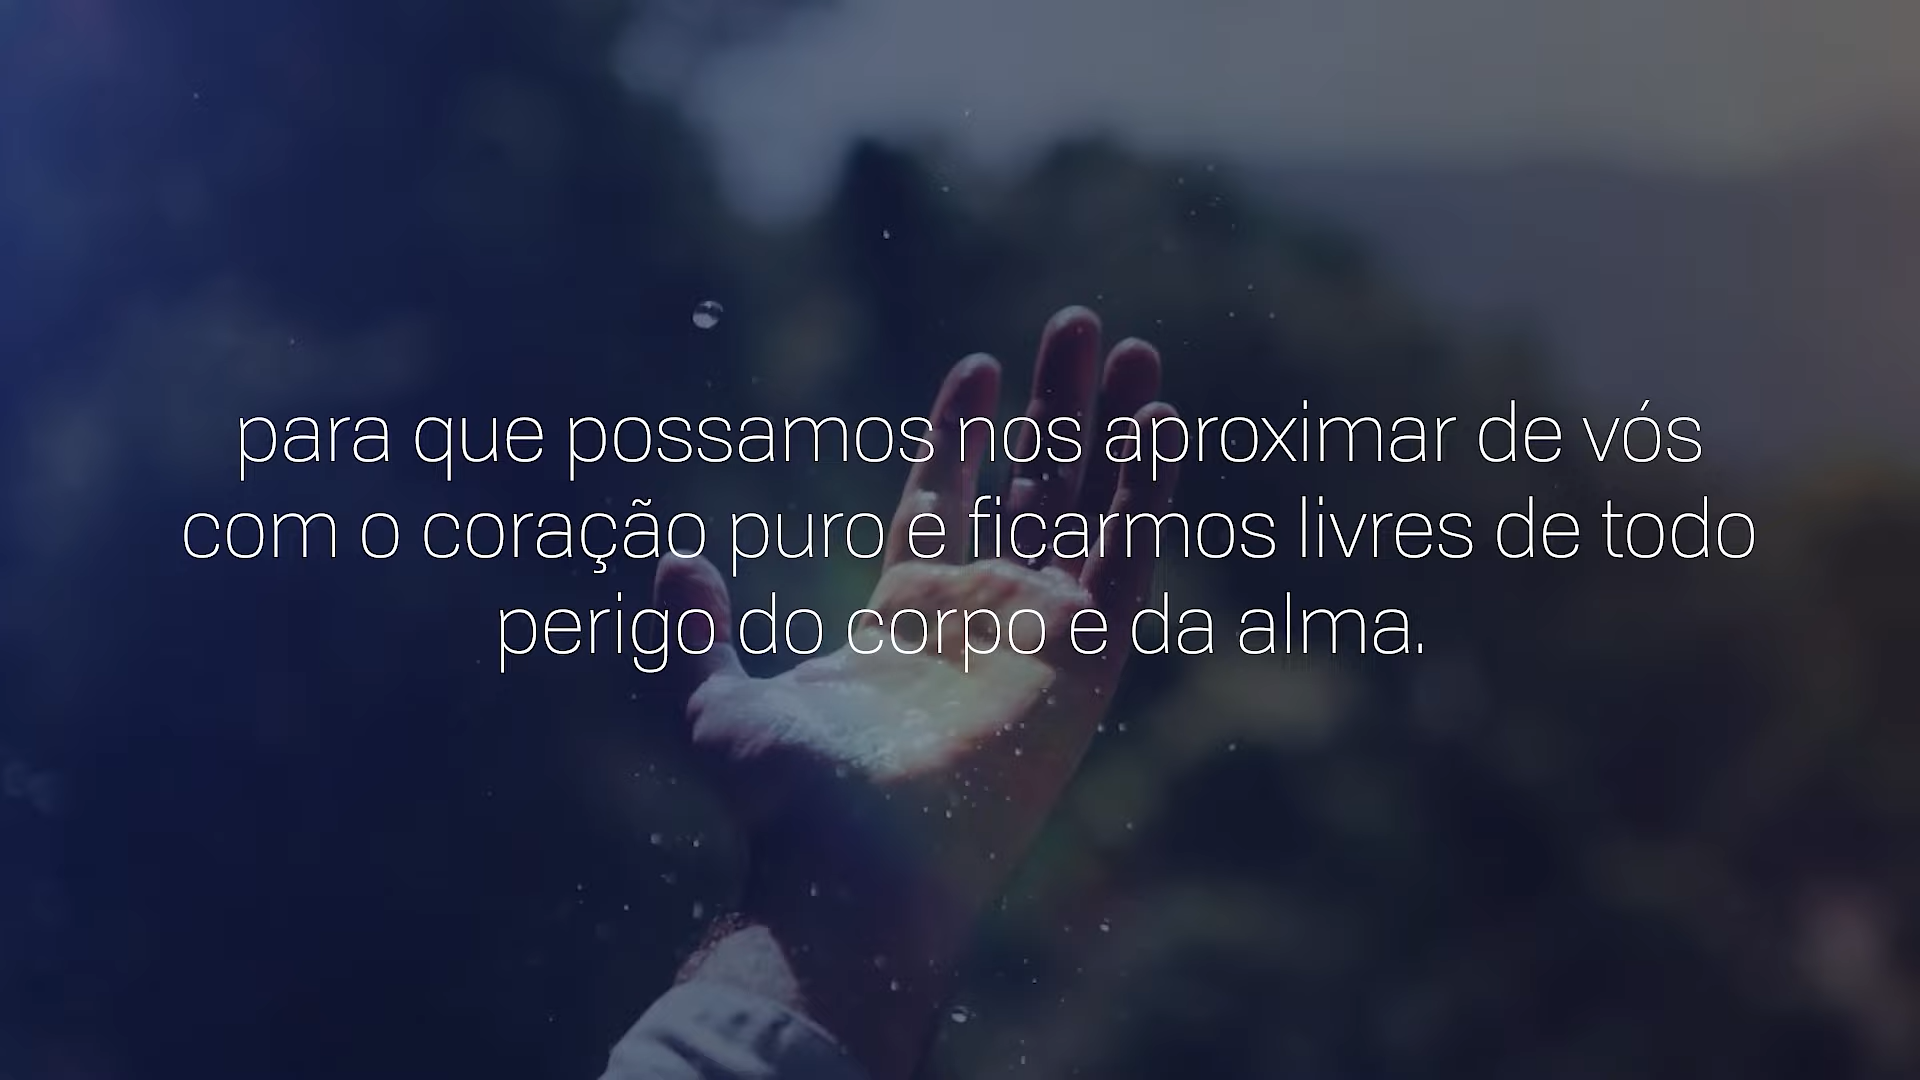 para que possamos nos aproximar de vós
com o coração puro e ficarmos livres de todo
perigo do corpo e da alma.